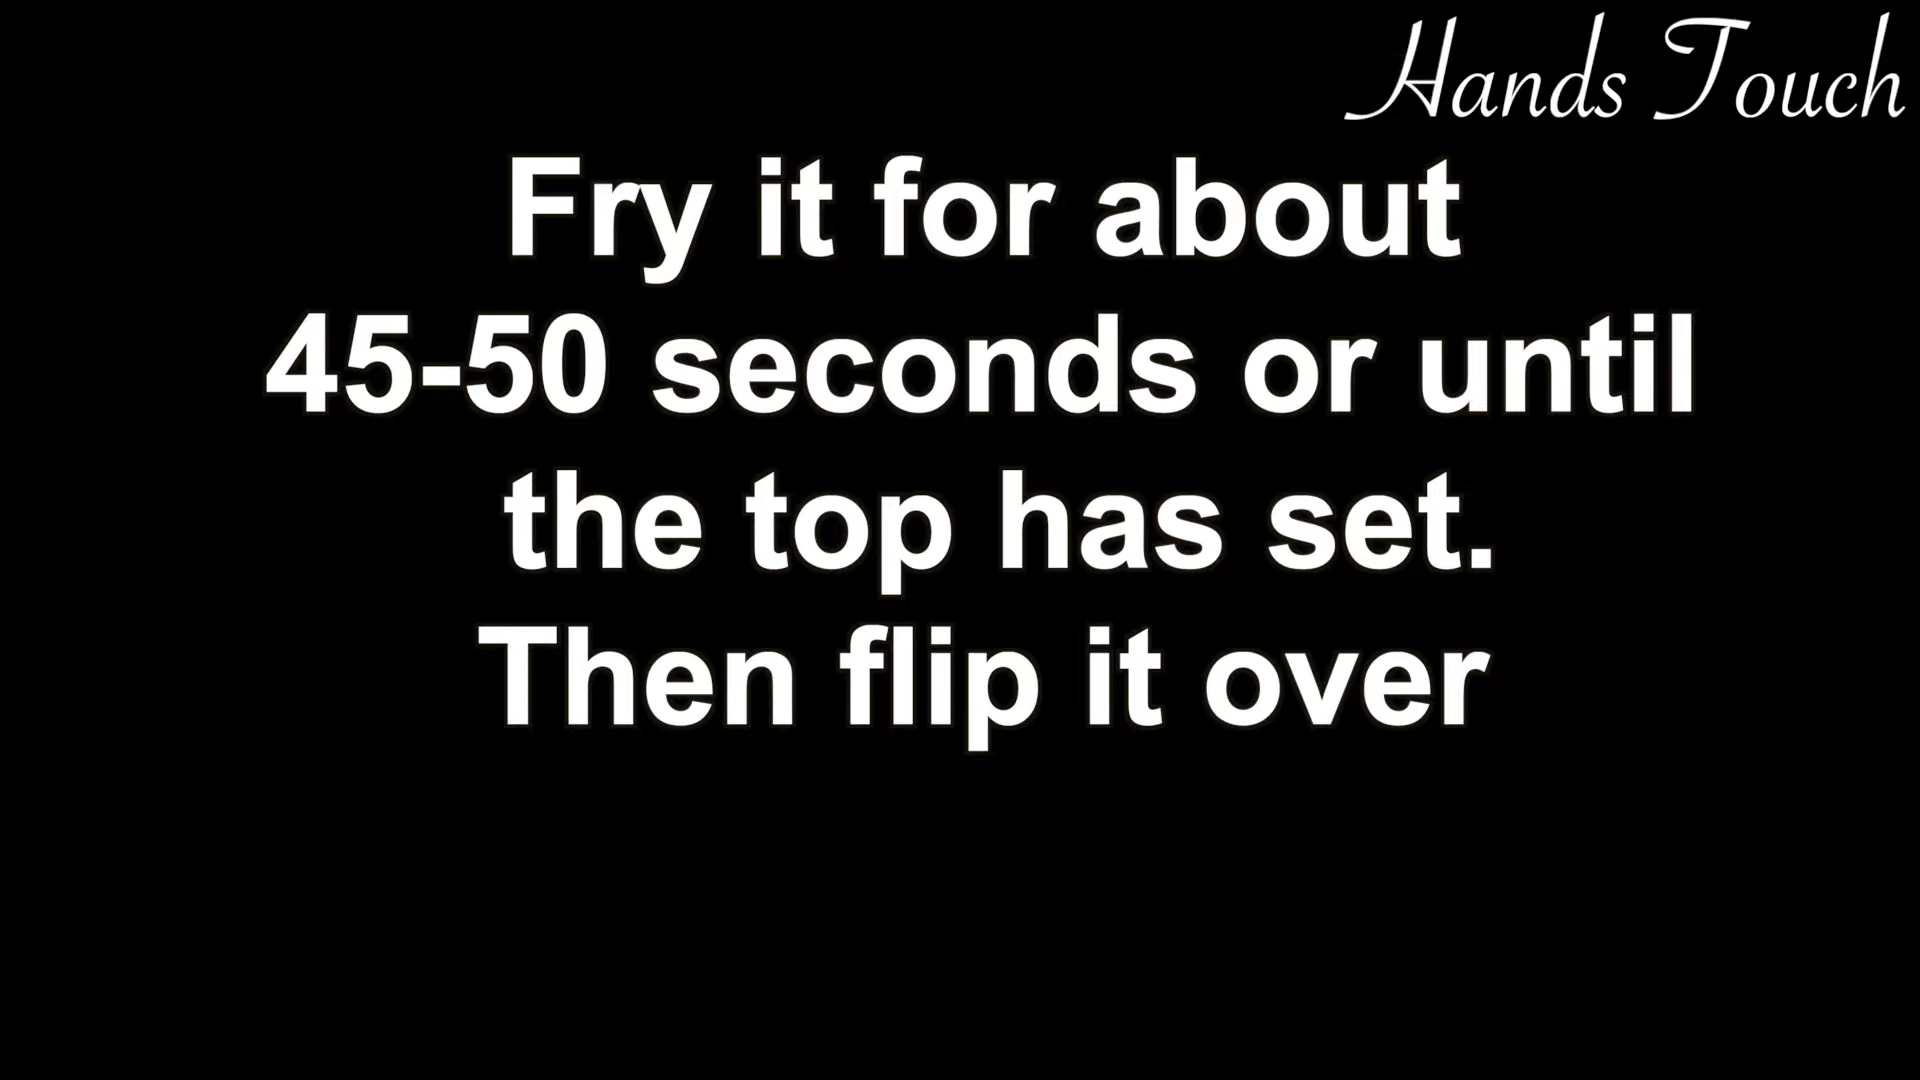 Hands Touch
Fry it for about
45-50 seconds or until
the top has set.
Then flip it over